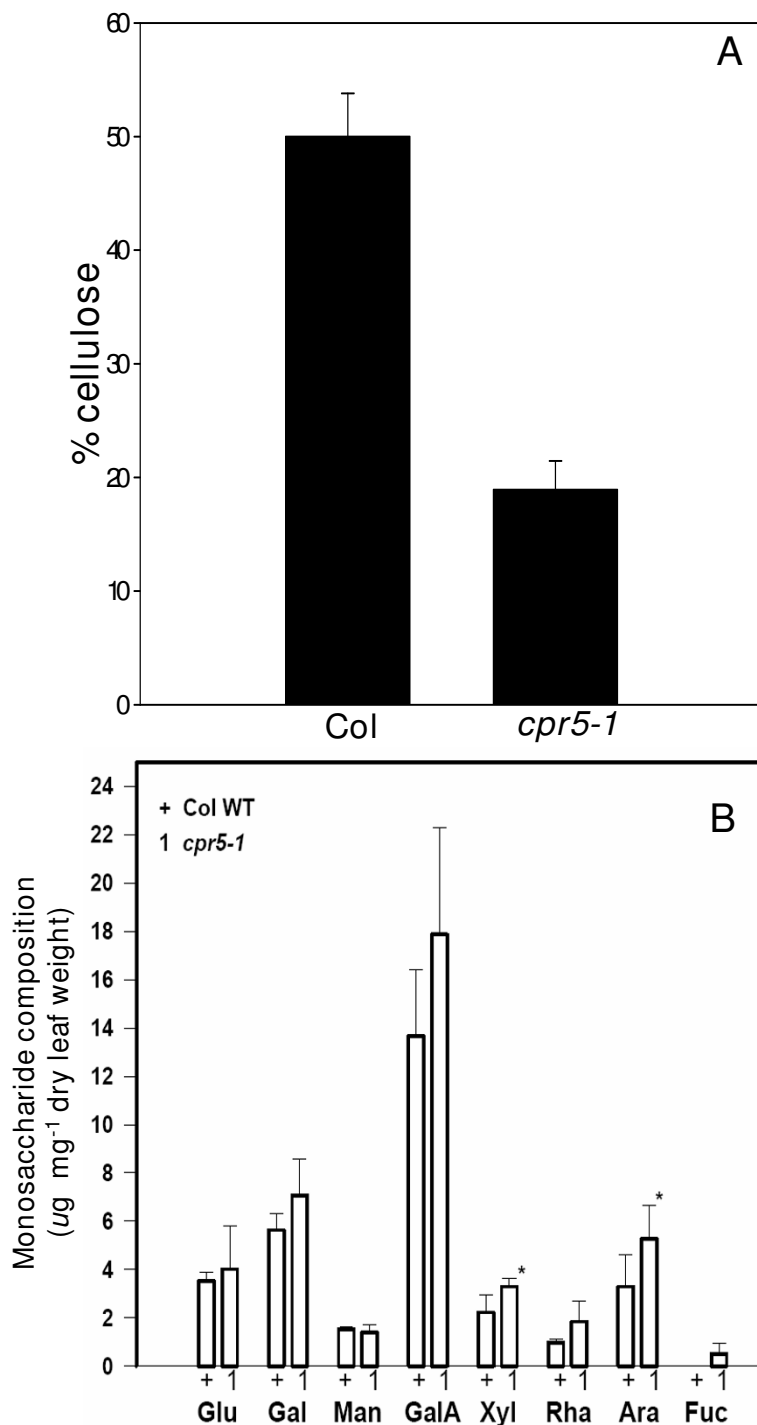 A
60
50
40
30
20
10
0
% cellulose
Col
cpr5-1
B
+ Col WT
1 cpr5-1
24
22
20
18
16
14
12
10
8
6
4
2
0
Monosaccharide composition
(ug mg-1 dry leaf weight)
* *
+ 1 + 1 + 1 + 1 + 1 + 1 + 1 + 1
Glu Gal Man GalA Xyl Rha Ara Fuc